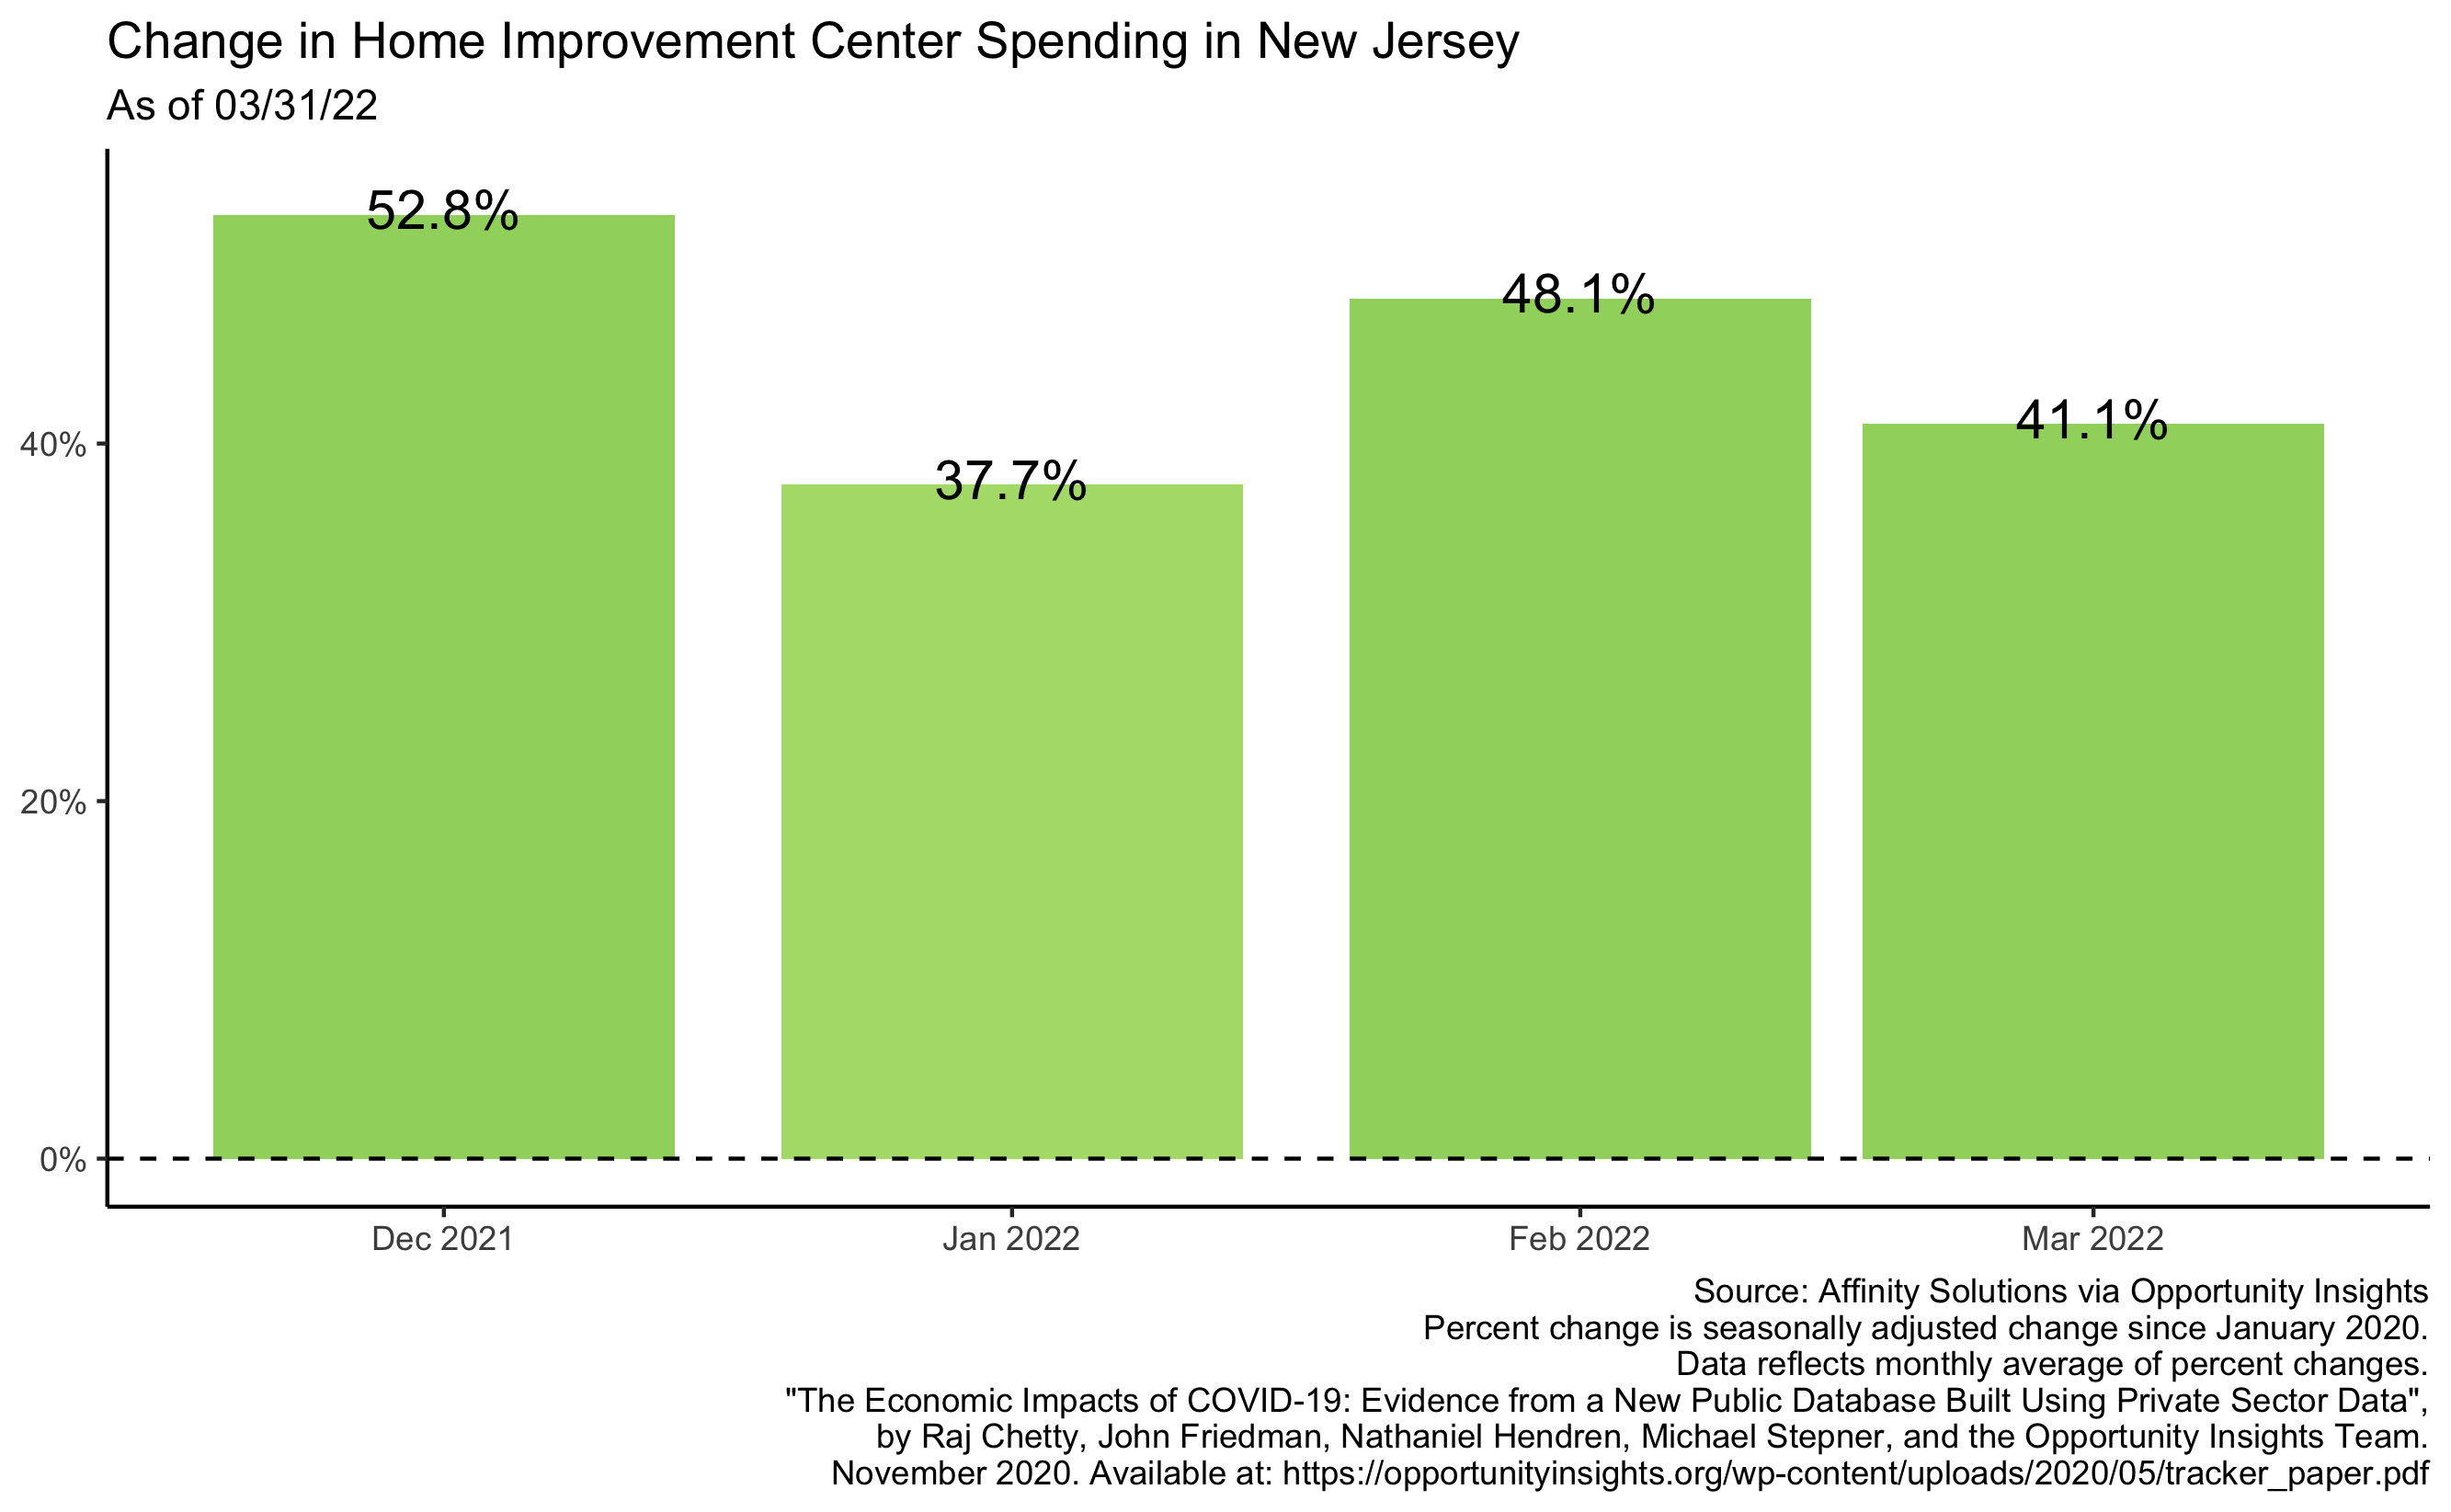 Change in Home Improvement Center Spending in New Jersey
As of 03/31/22
52.8%
48.1%
41.1%
40%
37.7%
20%
0%
Dec 2021
Jan 2022
Feb 2022
Mar 2022
Source: Affinity Solutions via Opportunity Insights
Percent change is seasonally adjusted change since January 2020.
Data reflects monthly average of percent changes.
"The Economic Impacts of COVID-19: Evidence from a New Public Database Built Using Private Sector Data",
by Raj Chetty, John Friedman, Nathaniel Hendren, Michael Stepner, and the Opportunity Insights Team.
November 2020. Available at: https://opportunityinsights.org/wp-content/uploads/2020/05/tracker_paper.pdf